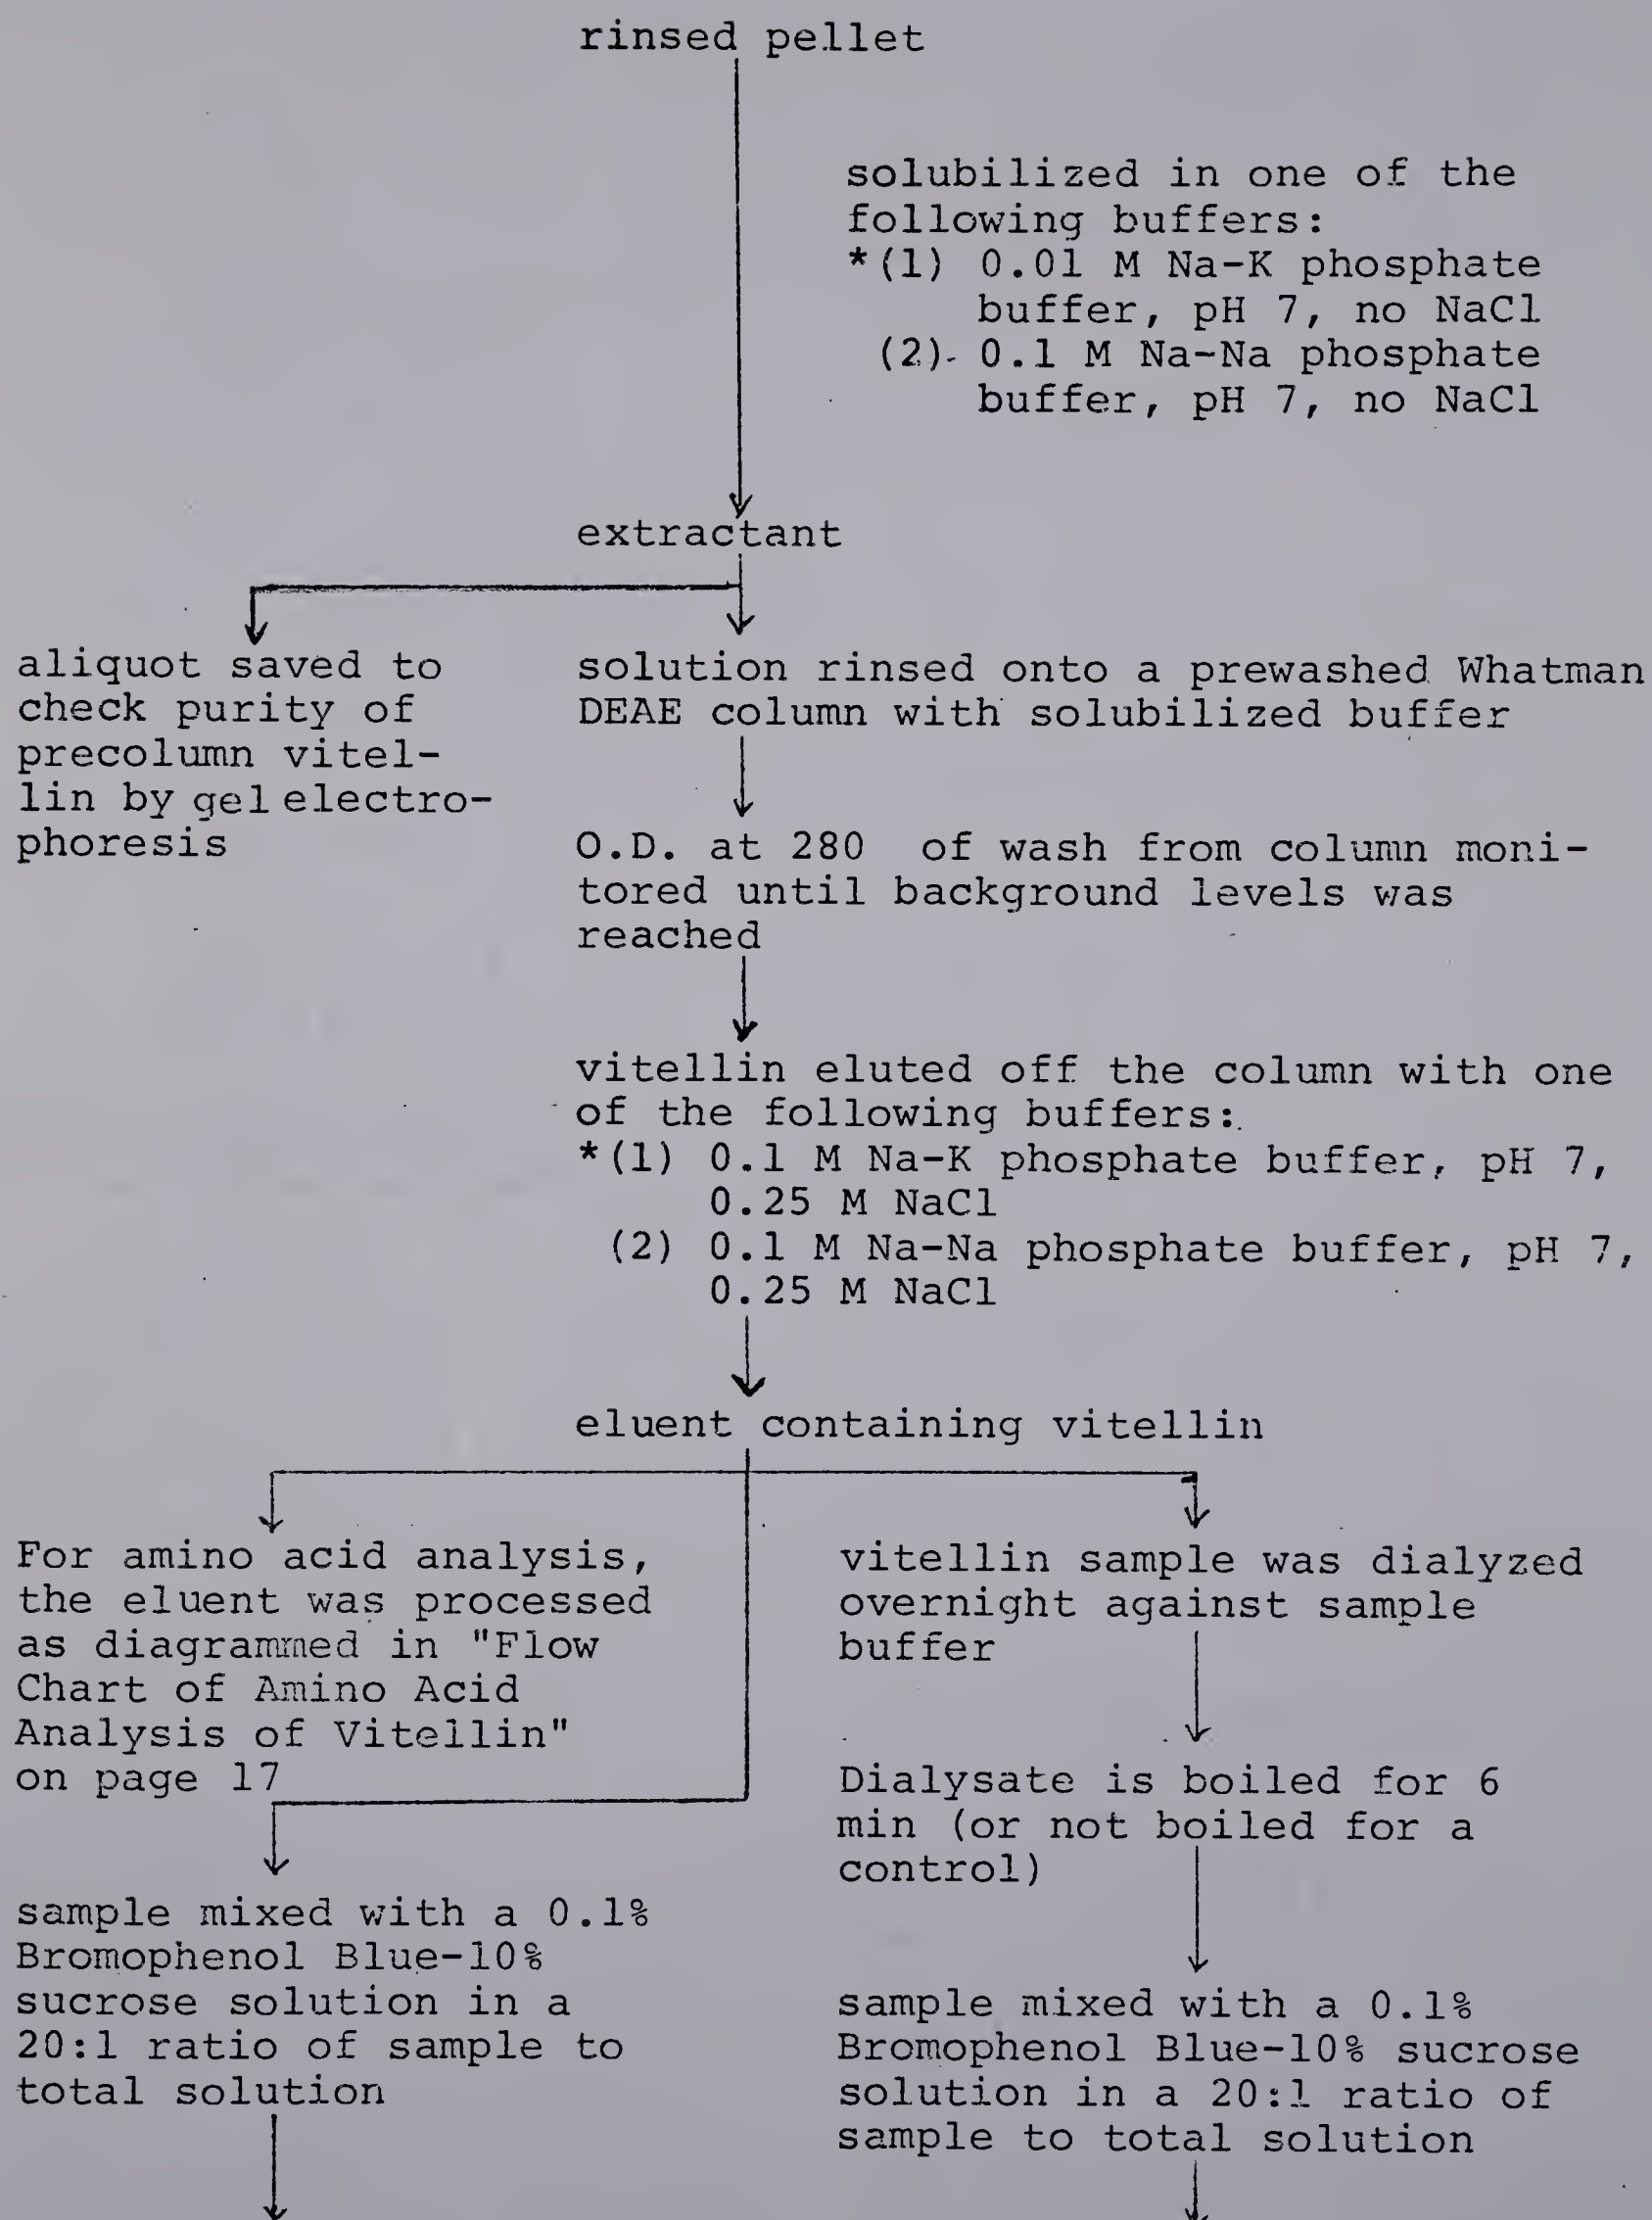 rinsed pellet
solubilized in one of the
following buffers:
*(1) 0.01 M Na-K phosphate
buffer, pH 7, no NaCl
(2) 0.1 M Na-Na phosphate
buffer, pH 7, no NaCl
extractant
aliquot saved to
check purity of
precolumn vitel-
lin by gel electro-
phoresis
solution rinsed onto a prewashed Whatman
DEAE column with solubilized buffer
O.D. at 280 of wash from column moni-
tored until background levels was
reached
vitellin eluted off the column with one
of the following buffers:
*(1) 0.1 M Na-K phosphate buffer, pH 7,
0.25 M NaCl
(2) 0.1 M Na-Na phosphate buffer, pH 7,
0.25 M NaCl
eluent containing vitellin
For amino acid analysis,
the eluent was processed
as diagrammed in "Flow
Chart of Amino Acid
Analysis of Vitellin"
on page 17
sample mixed with a 0.1%
Bromophenol Blue-10%
sucrose solution in a
20:1 ratio of sample to
total solution
vitellin sample was dialyzed
overnight against sample
buffer
Dialysate is boiled for 6
min (or not boiled for a
control)
sample mixed with a 0.1%
Bromophenol Blue-10% sucrose
solution in a 20:1 ratio of
sample to total solution